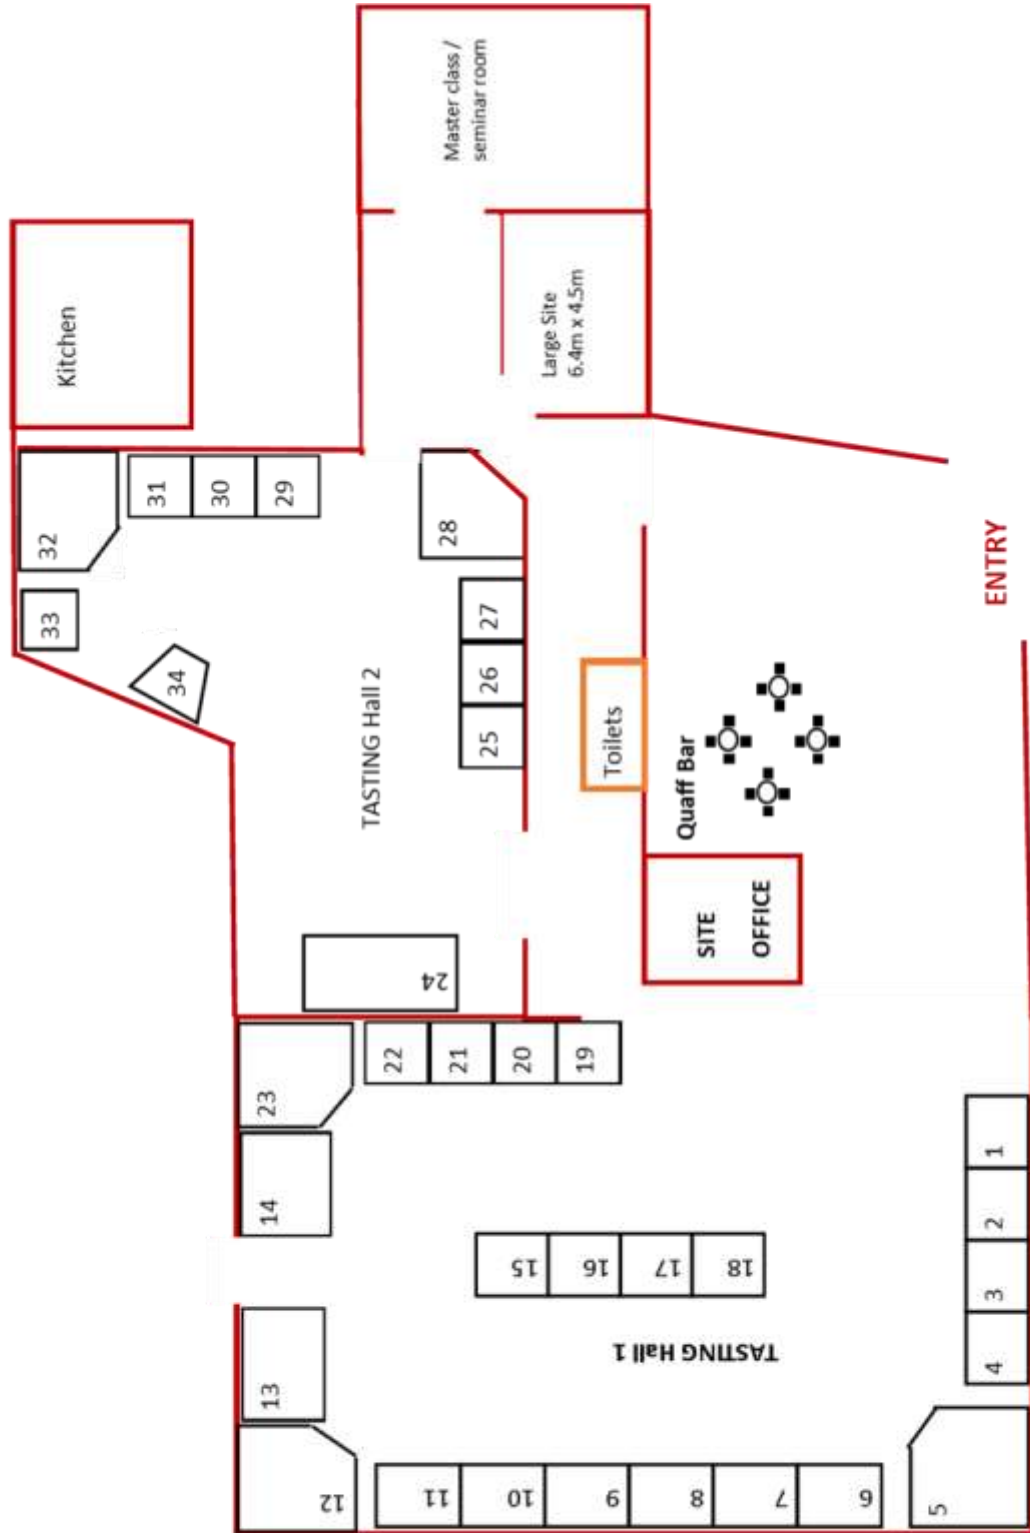 Master class /
seminar room
Kitchen
Large Site
6.4m x 4.5m
32
31
30
29
33
34
28
27
26
25
TASTING Hall 2
Toilets
ENTRY
Quaff Bar
SITE
OFFICE
24
23
22
21
20
19
14
13
15
16
17
18
TASTING Hall 1
1
2
3
4
5
12
11
10
9
8
7
6